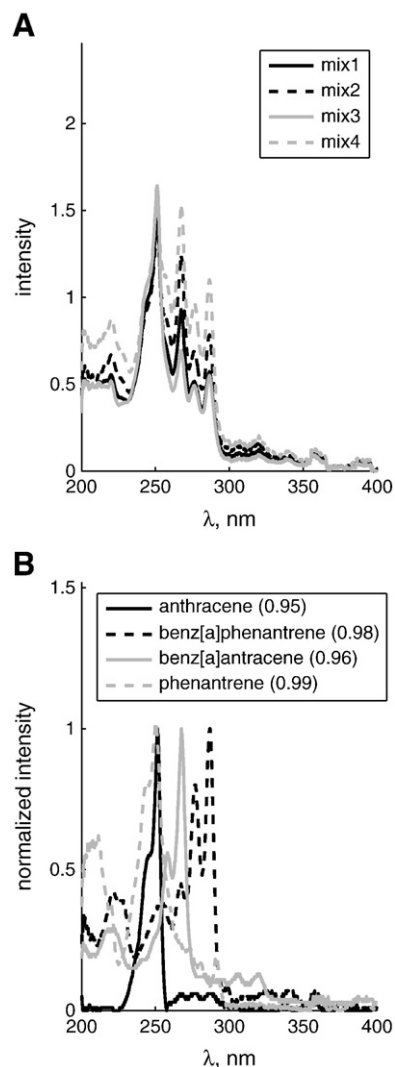 A
mix1
mix2
mix3
mix4
2
1.5
1
0.5
0
intensity
200 250 300 350 400
λ, nm
B
1.5
anthracene (0.95)
benz[a]phenantrene (0.98)
benz[a]antracene (0.96)
phenantrene (0.99)
1
0.5
0
normalized intensity
200 250 300 350 400
λ, nm